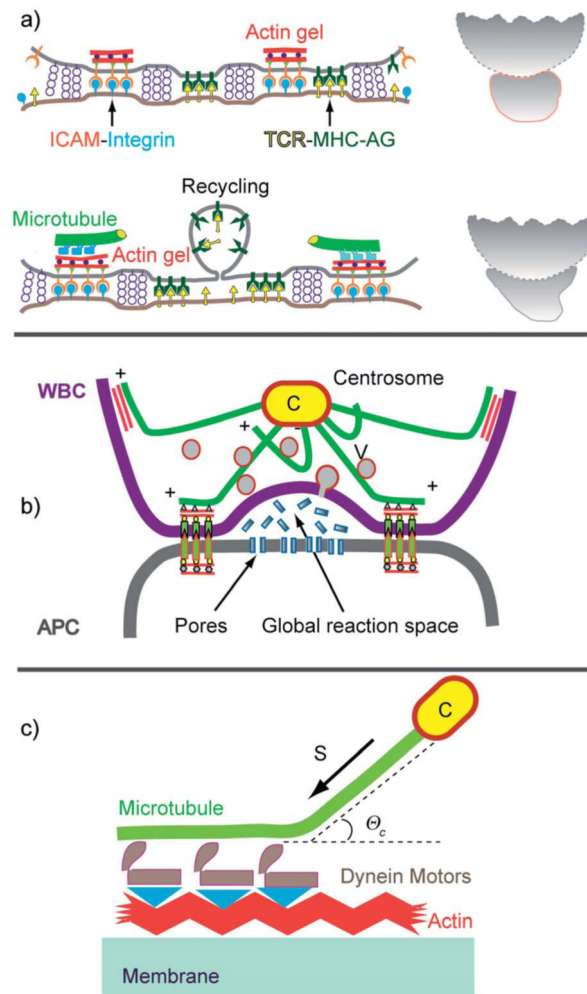 a)
Actin gel
ICAM-Integrin
TCR-MHC-AG
Recycling
Microtubule
Actin gel
WBC
+
Centrosome
C
+
-
V
+
+
b)
Pores
Global reaction space
APC
c)
C
S
Microtubule
Θc
Dynein Motors
Actin
Membrane